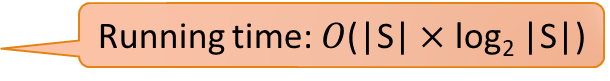 Running time: O(|S| × log₂ |S|)